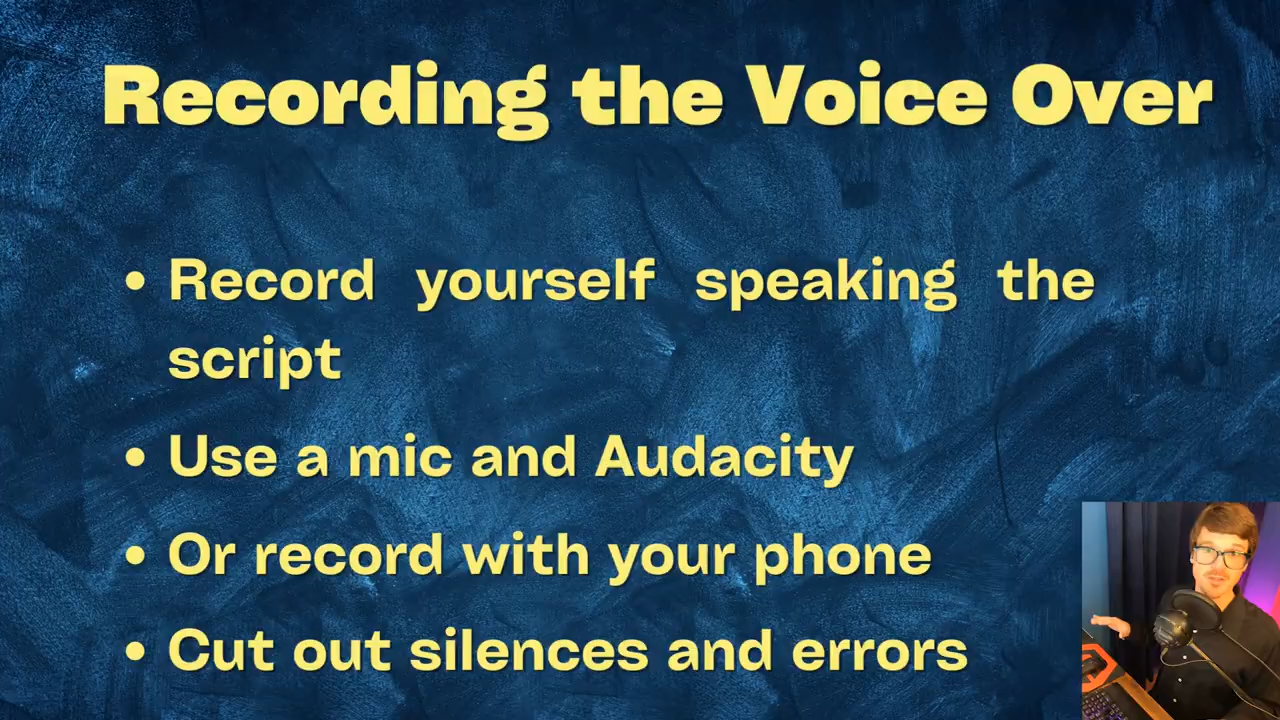 Recording the Voice Over
• Record yourself speaking the
script
• Use a mic and Audacity
• Or record with your phone
• Cut out silences and errors